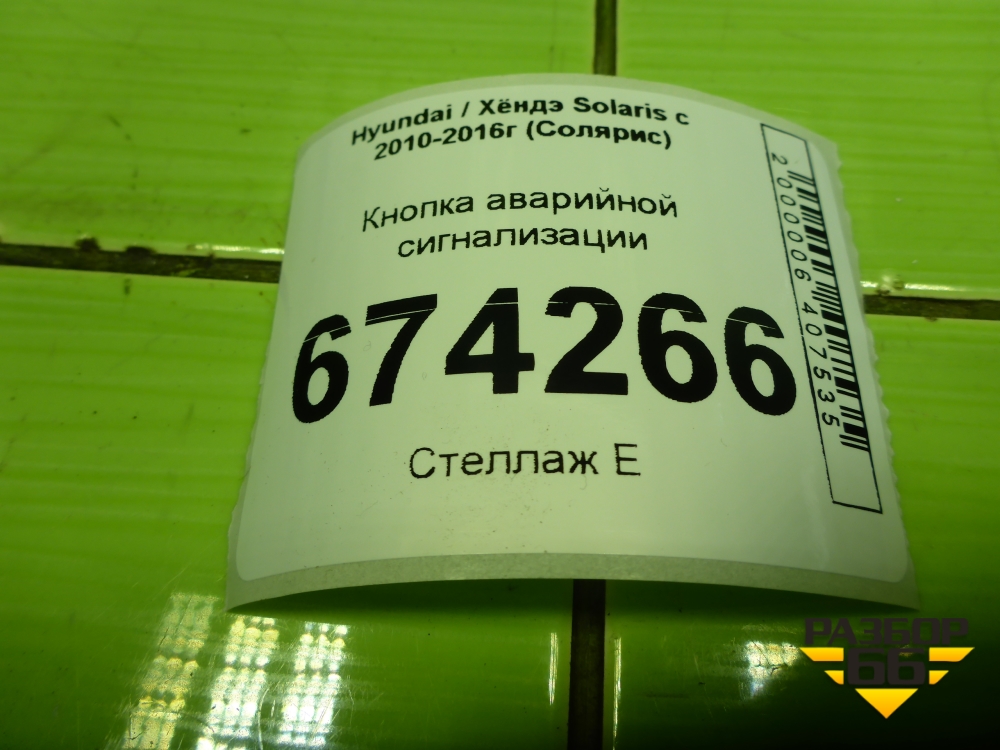 Hyundai / Хёндэ Solaris с
2010-2016г (Солярис)
Кнопка аварийной
сигнализации
674266
Стеллаж Е
2000006407535
РАЗБОР
66